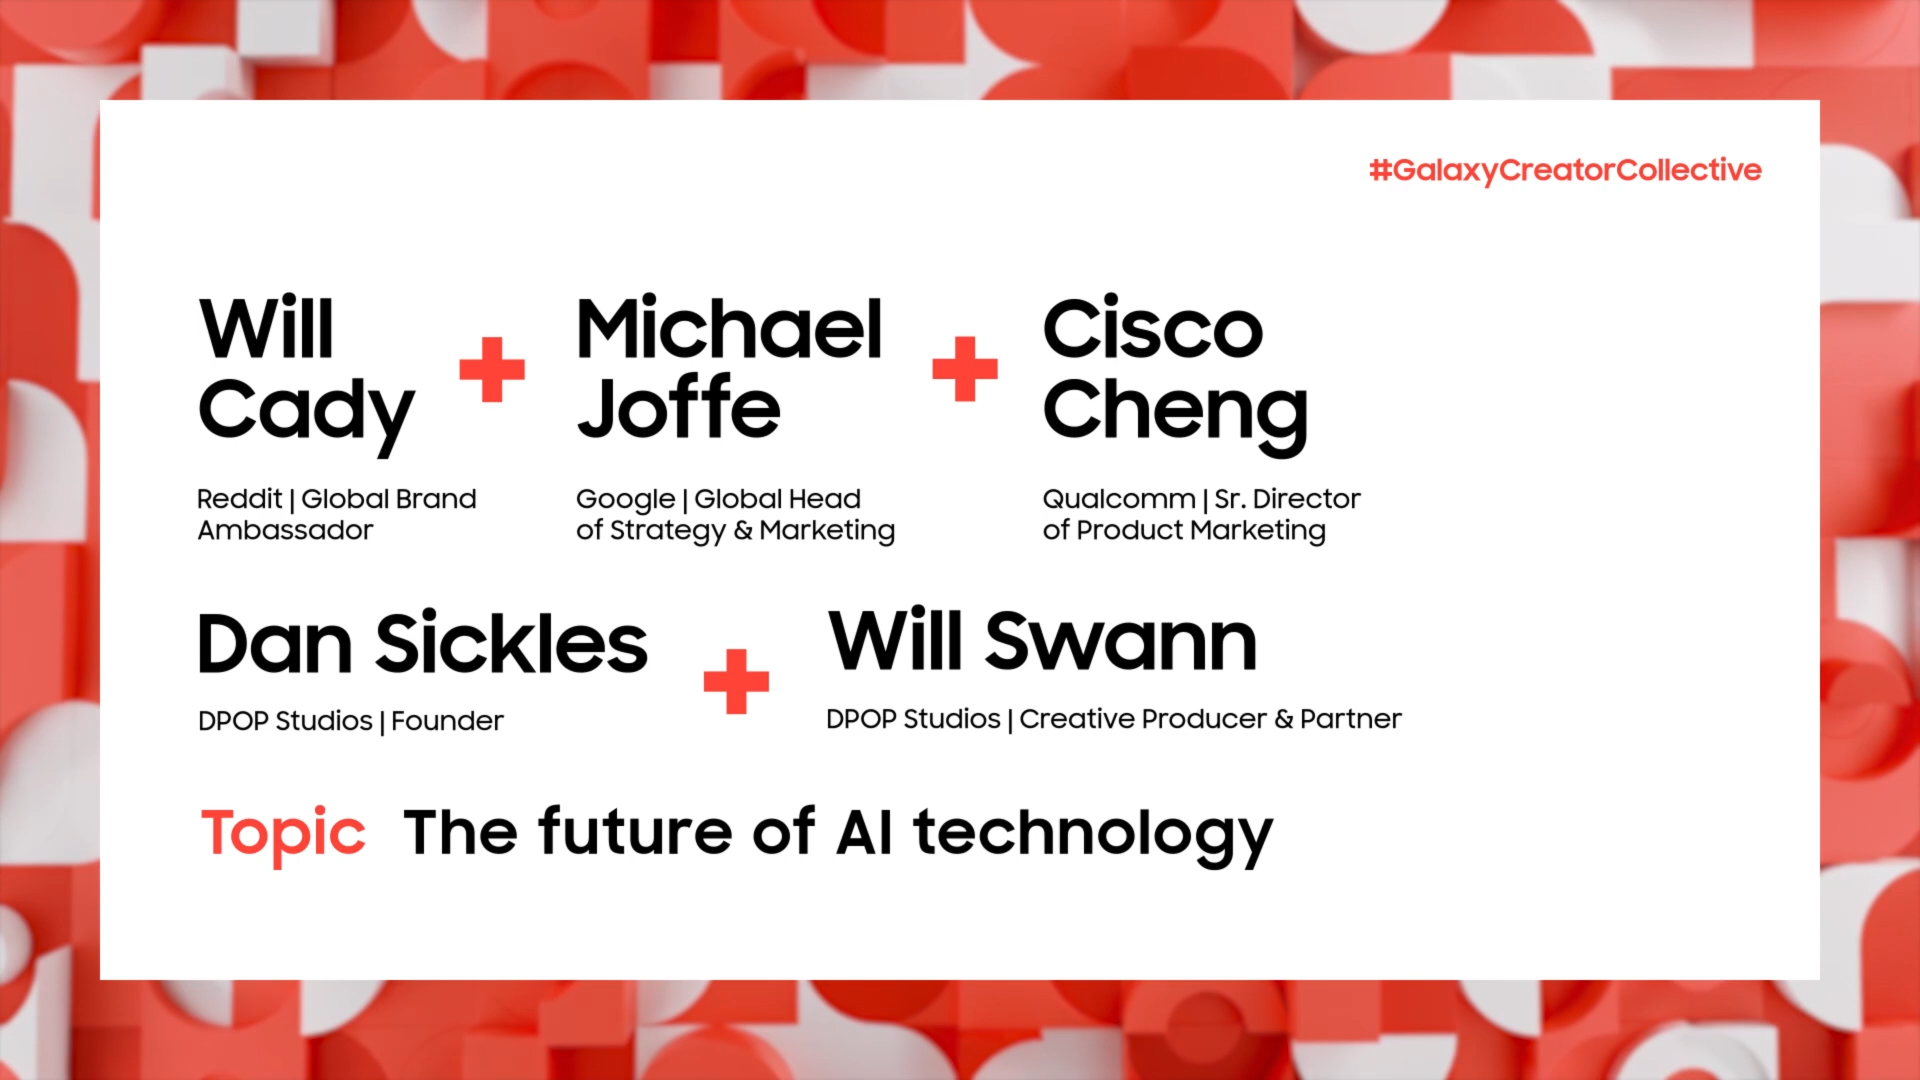 #GalaxyCreatorCollective
Will
Cady
+
Michael
Joffe
+
Cisco
Cheng
Reddit | Global Brand
Ambassador
Google | Global Head
of Strategy & Marketing
Qualcomm | Sr. Director
of Product Marketing
Dan Sickles
+
Will Swann
DPOP Studios | Founder
DPOP Studios | Creative Producer & Partner
Topic The future of AI technology